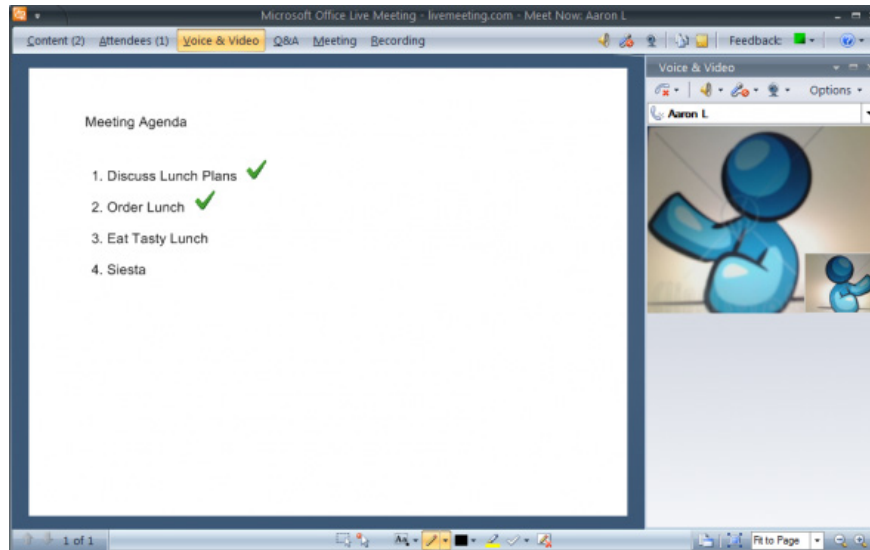 Microsoft Office Live Meeting - livemeeting.com - Meet Now: Aaron L
Content (2) Attendees (1) Voice & Video Q&A Meeting Recording Feedback:
Voice & Video
Options
Aaron L
Meeting Agenda
1. Discuss Lunch Plans
2. Order Lunch
3. Eat Tasty Lunch
4. Siesta
1 of 1 Aa Fit to Page